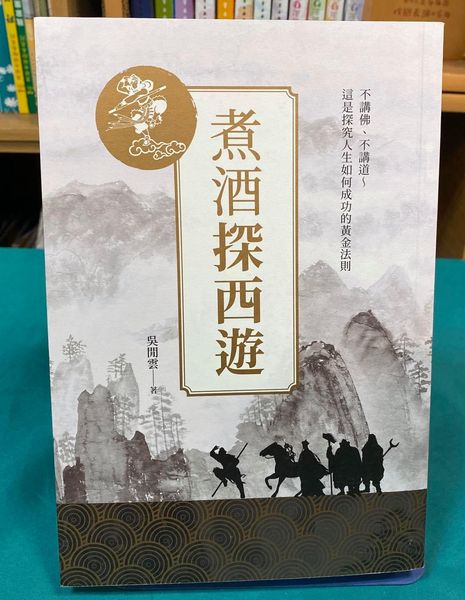 不講佛、不講道～
這是探究人生如何成功的黃金法則
煮酒探西遊
吳閒雲 著